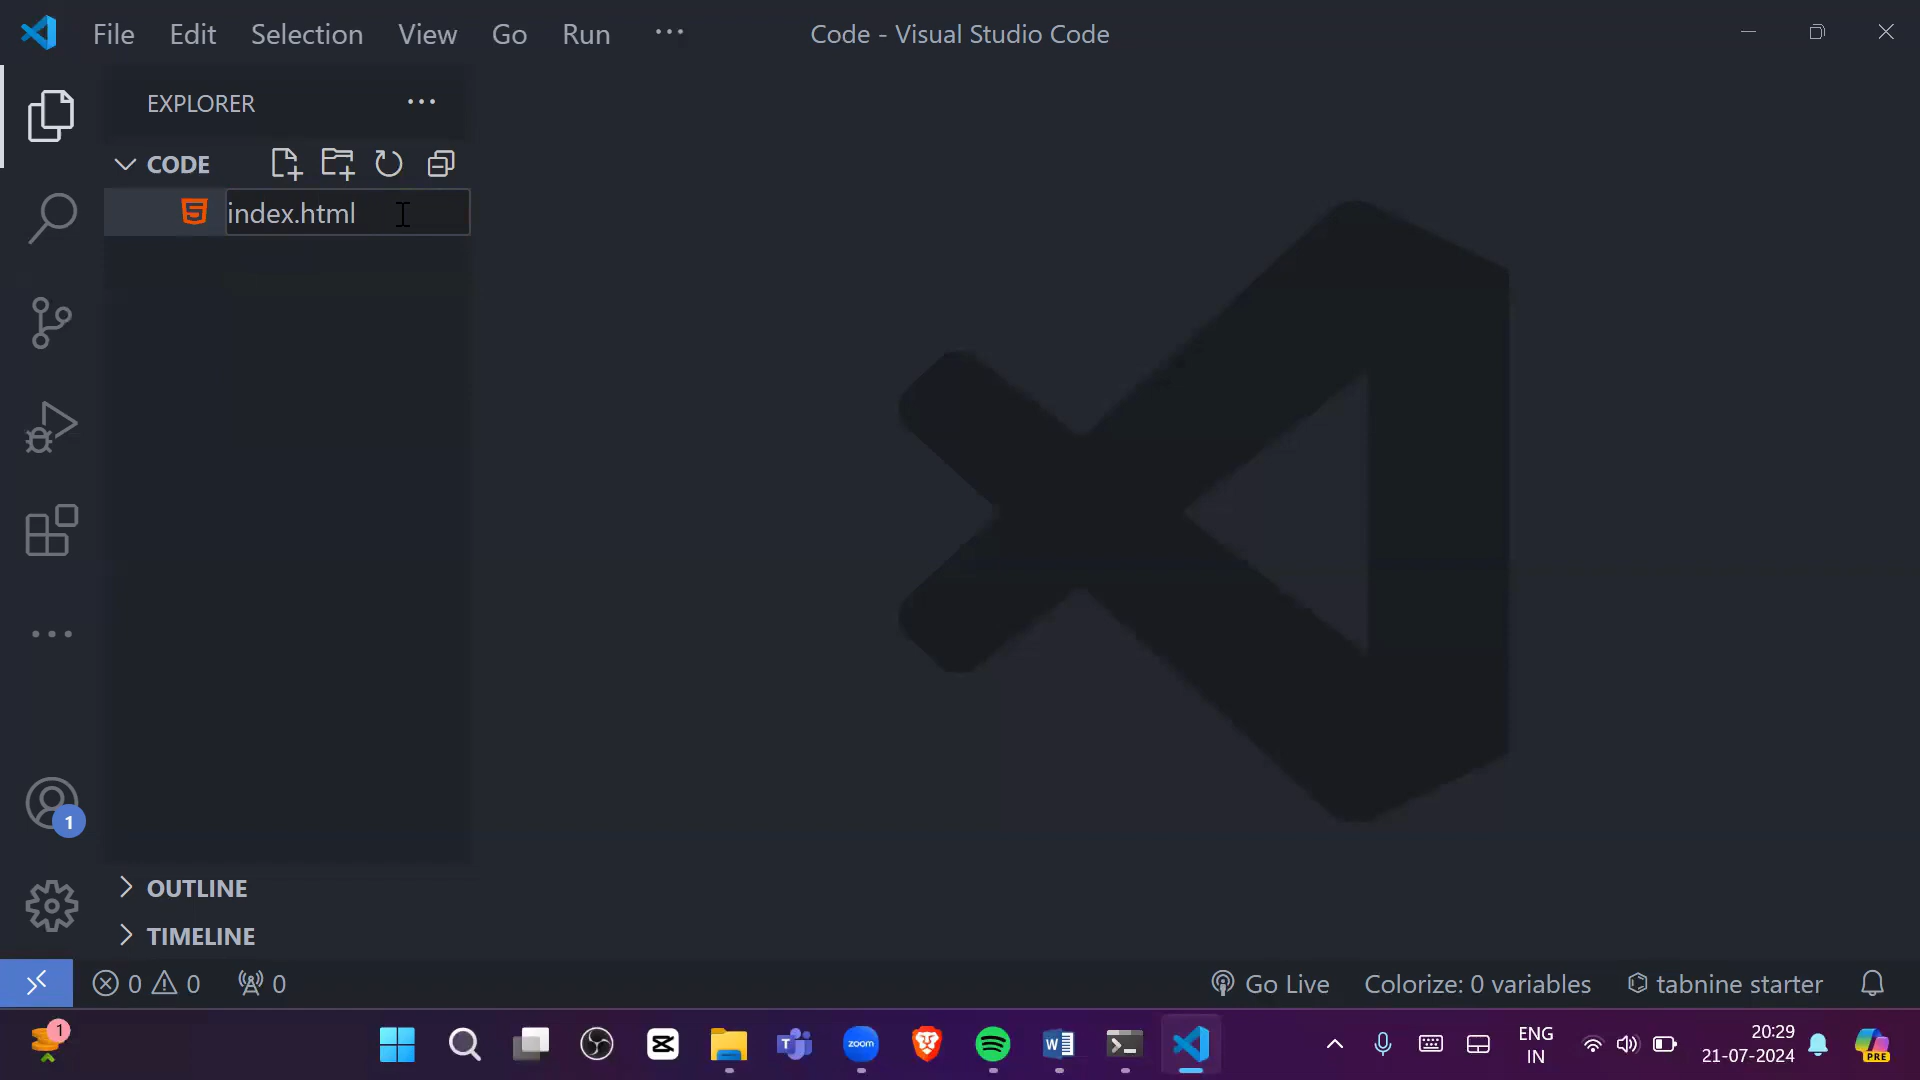 File Edit Selection View Go Run ···
Code - Visual Studio Code
EXPLORER
CODE
index.html
1
OUTLINE
TIMELINE
0 0 0
Go Live Colorize: 0 variables tabnine starter
1
zoom
W
T
ENG
IN
20:29
21-07-2024
PRE